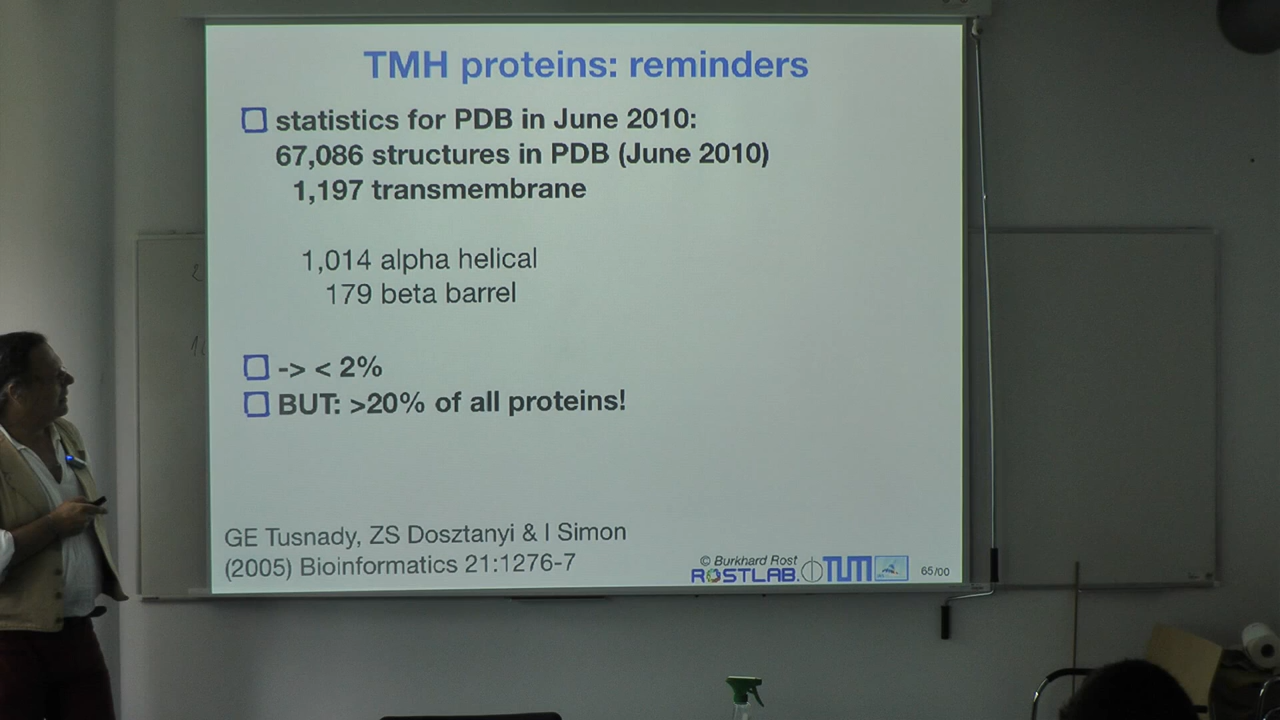 TMH proteins: reminders
statistics for PDB in June 2010:
67,086 structures in PDB (June 2010)
1,197 transmembrane
1,014 alpha helical
179 beta barrel
-> < 2%
BUT: >20% of all proteins!
GE Tusnady, ZS Dosztanyi & I Simon
(2005) Bioinformatics 21:1276-7
© Burkhard Rost
ROSTLAB. TUM
65/00